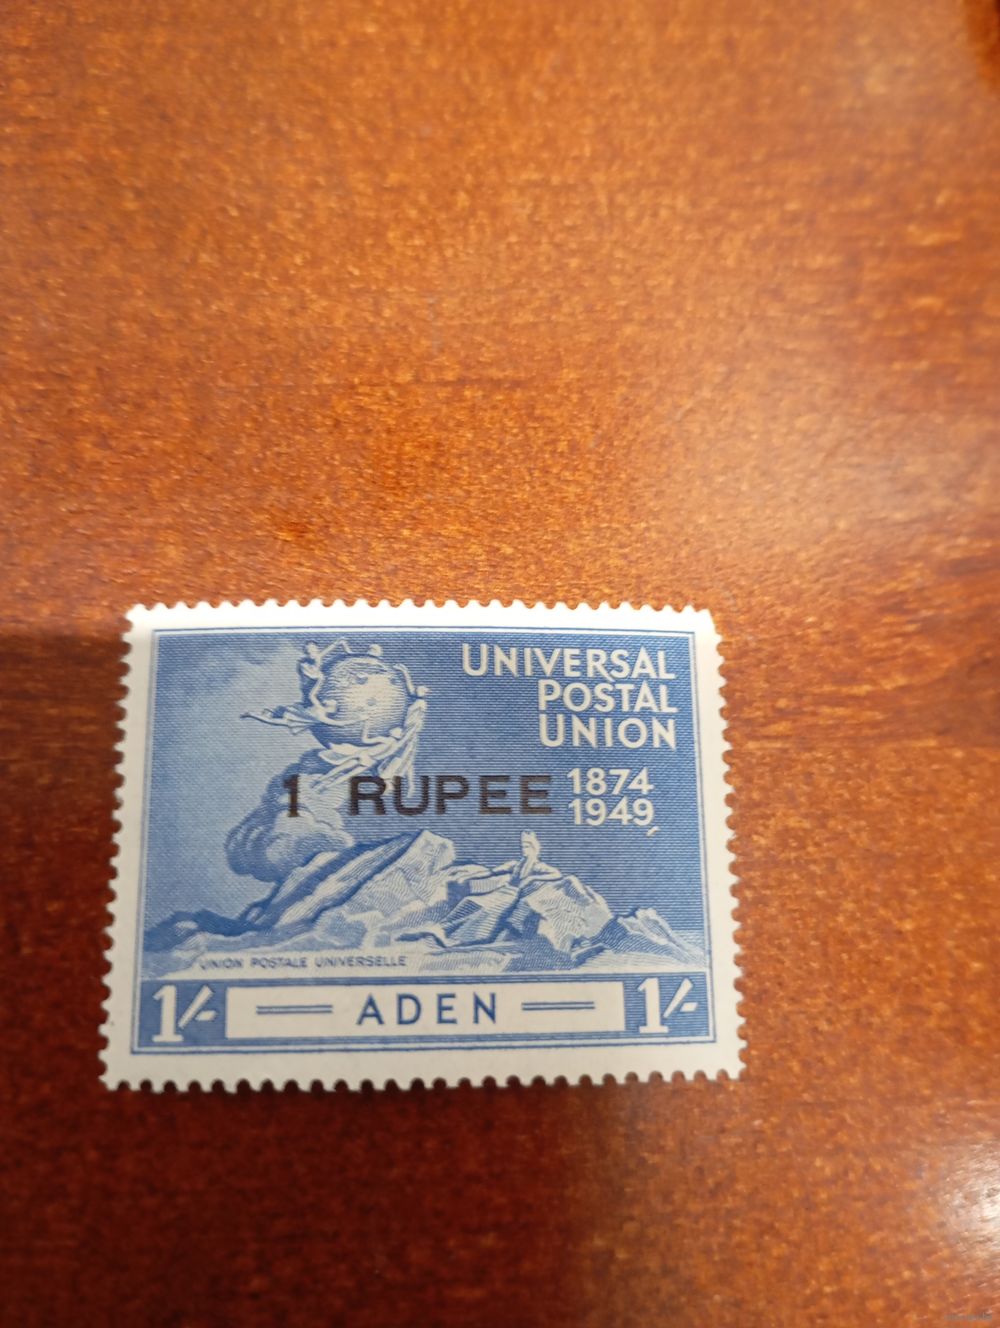 UNIVERSAL
POSTAL
UNION
1 RUPEE 1874
1949
UNION POSTALE UNIVERSELLE
1/- ADEN 1/-